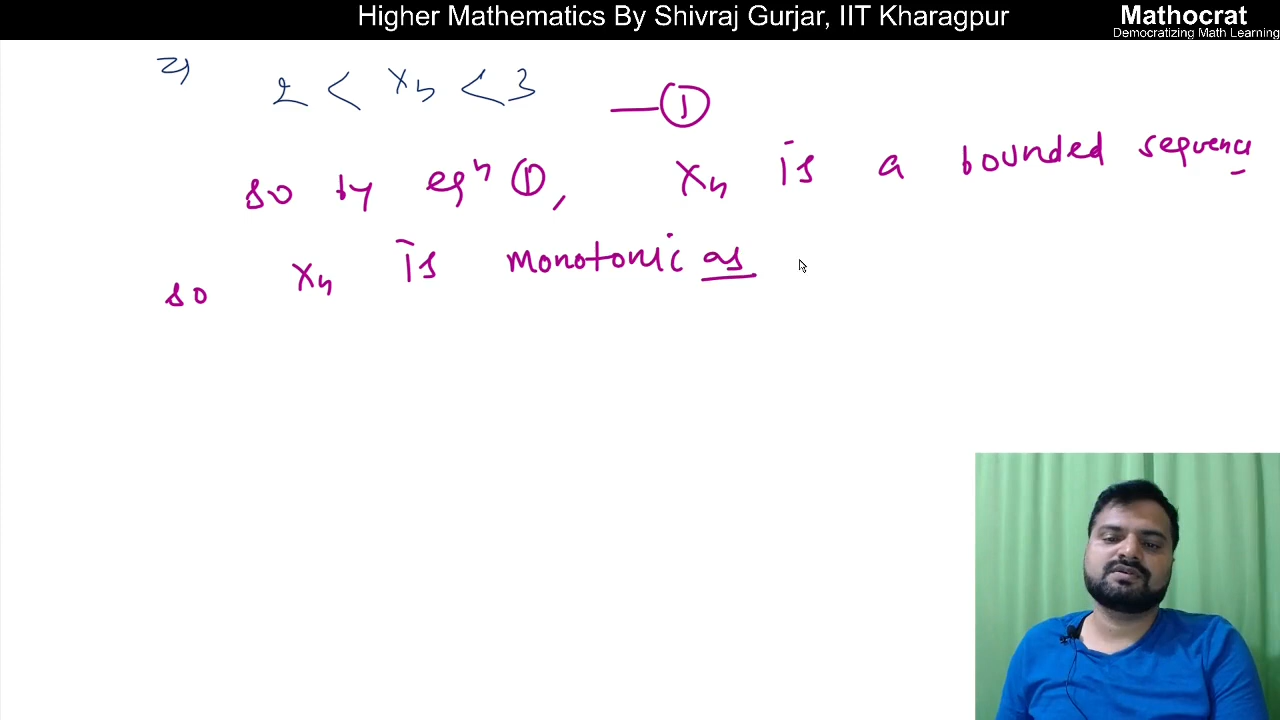 Higher Mathematics By Shivraj Gurjar, IIT Kharagpur
Mathocrat
Democratizing Math Learning
⇒ 2 < xₙ < 3 —①
so by eqⁿ ①, xₙ is a bounded sequence
so xₙ is monotonic as